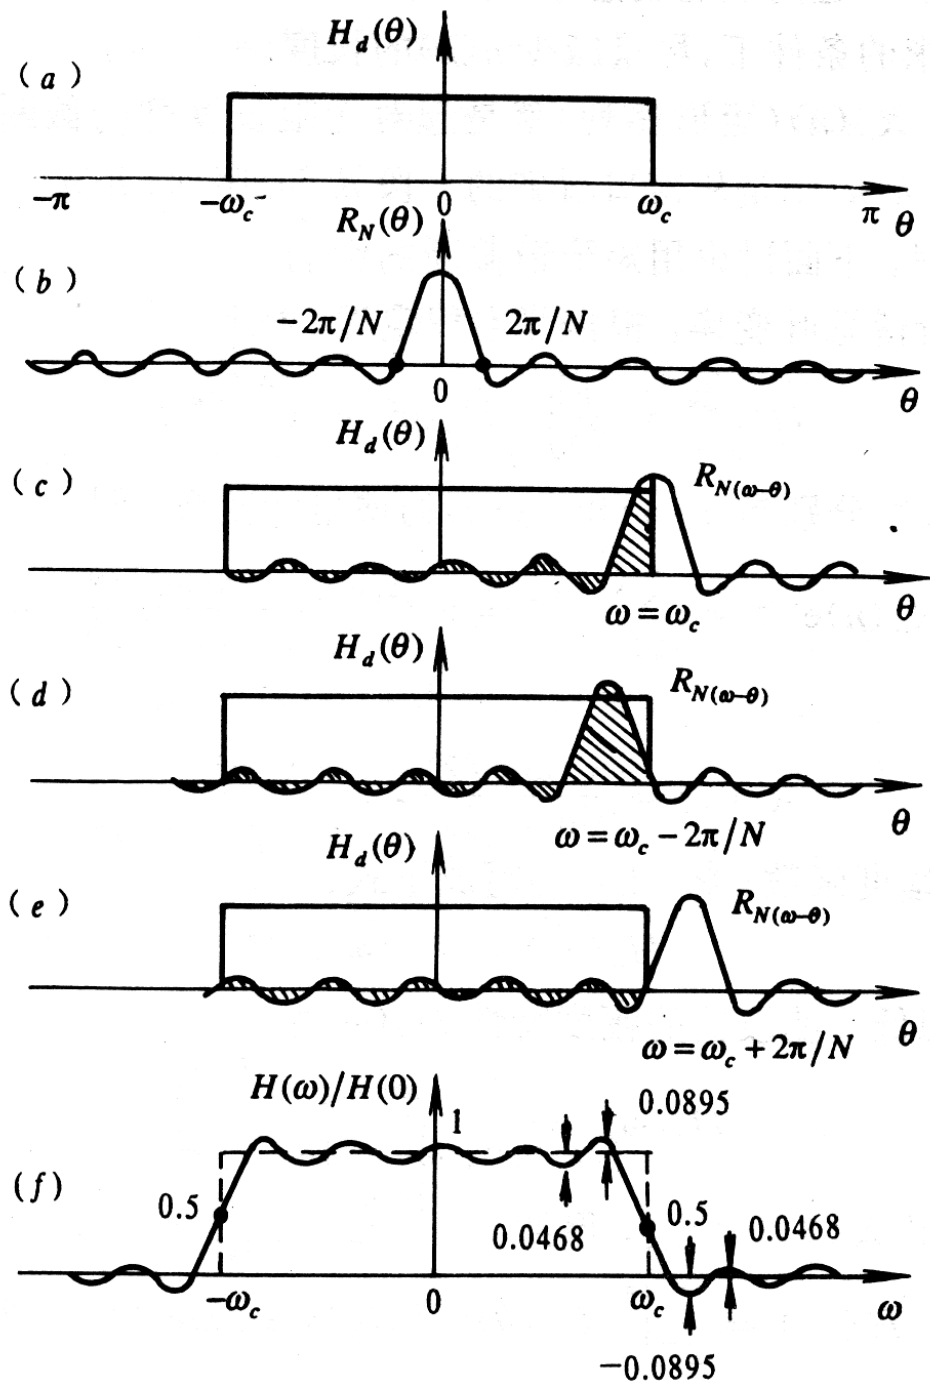 H_d(θ)
(a)
-π -ω_c 0 ω_c π θ
R_N(θ)
(b)
-2π/N 2π/N
0 θ
H_d(θ)
(c) R_N(ω-θ)
θ
ω=ω_c
H_d(θ)
(d) R_N(ω-θ)
θ
ω=ω_c-2π/N
H_d(θ)
(e) R_N(ω-θ)
θ
ω=ω_c+2π/N
H(ω)/H(0) 0.0895
1
(f)
0.5 0.5 0.0468
0.0468
-ω_c 0 ω_c ω
-0.0895